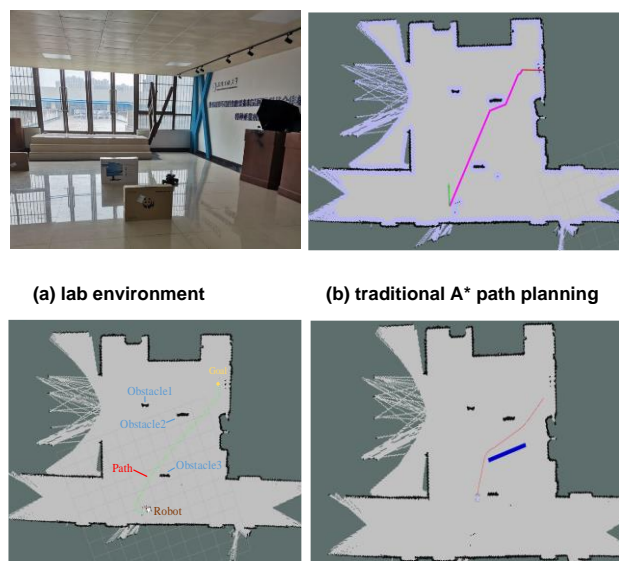 (a) lab environment
(b) traditional A* path planning
Goal
Obstacle1
Obstacle2
Path
Obstacle3
Robot